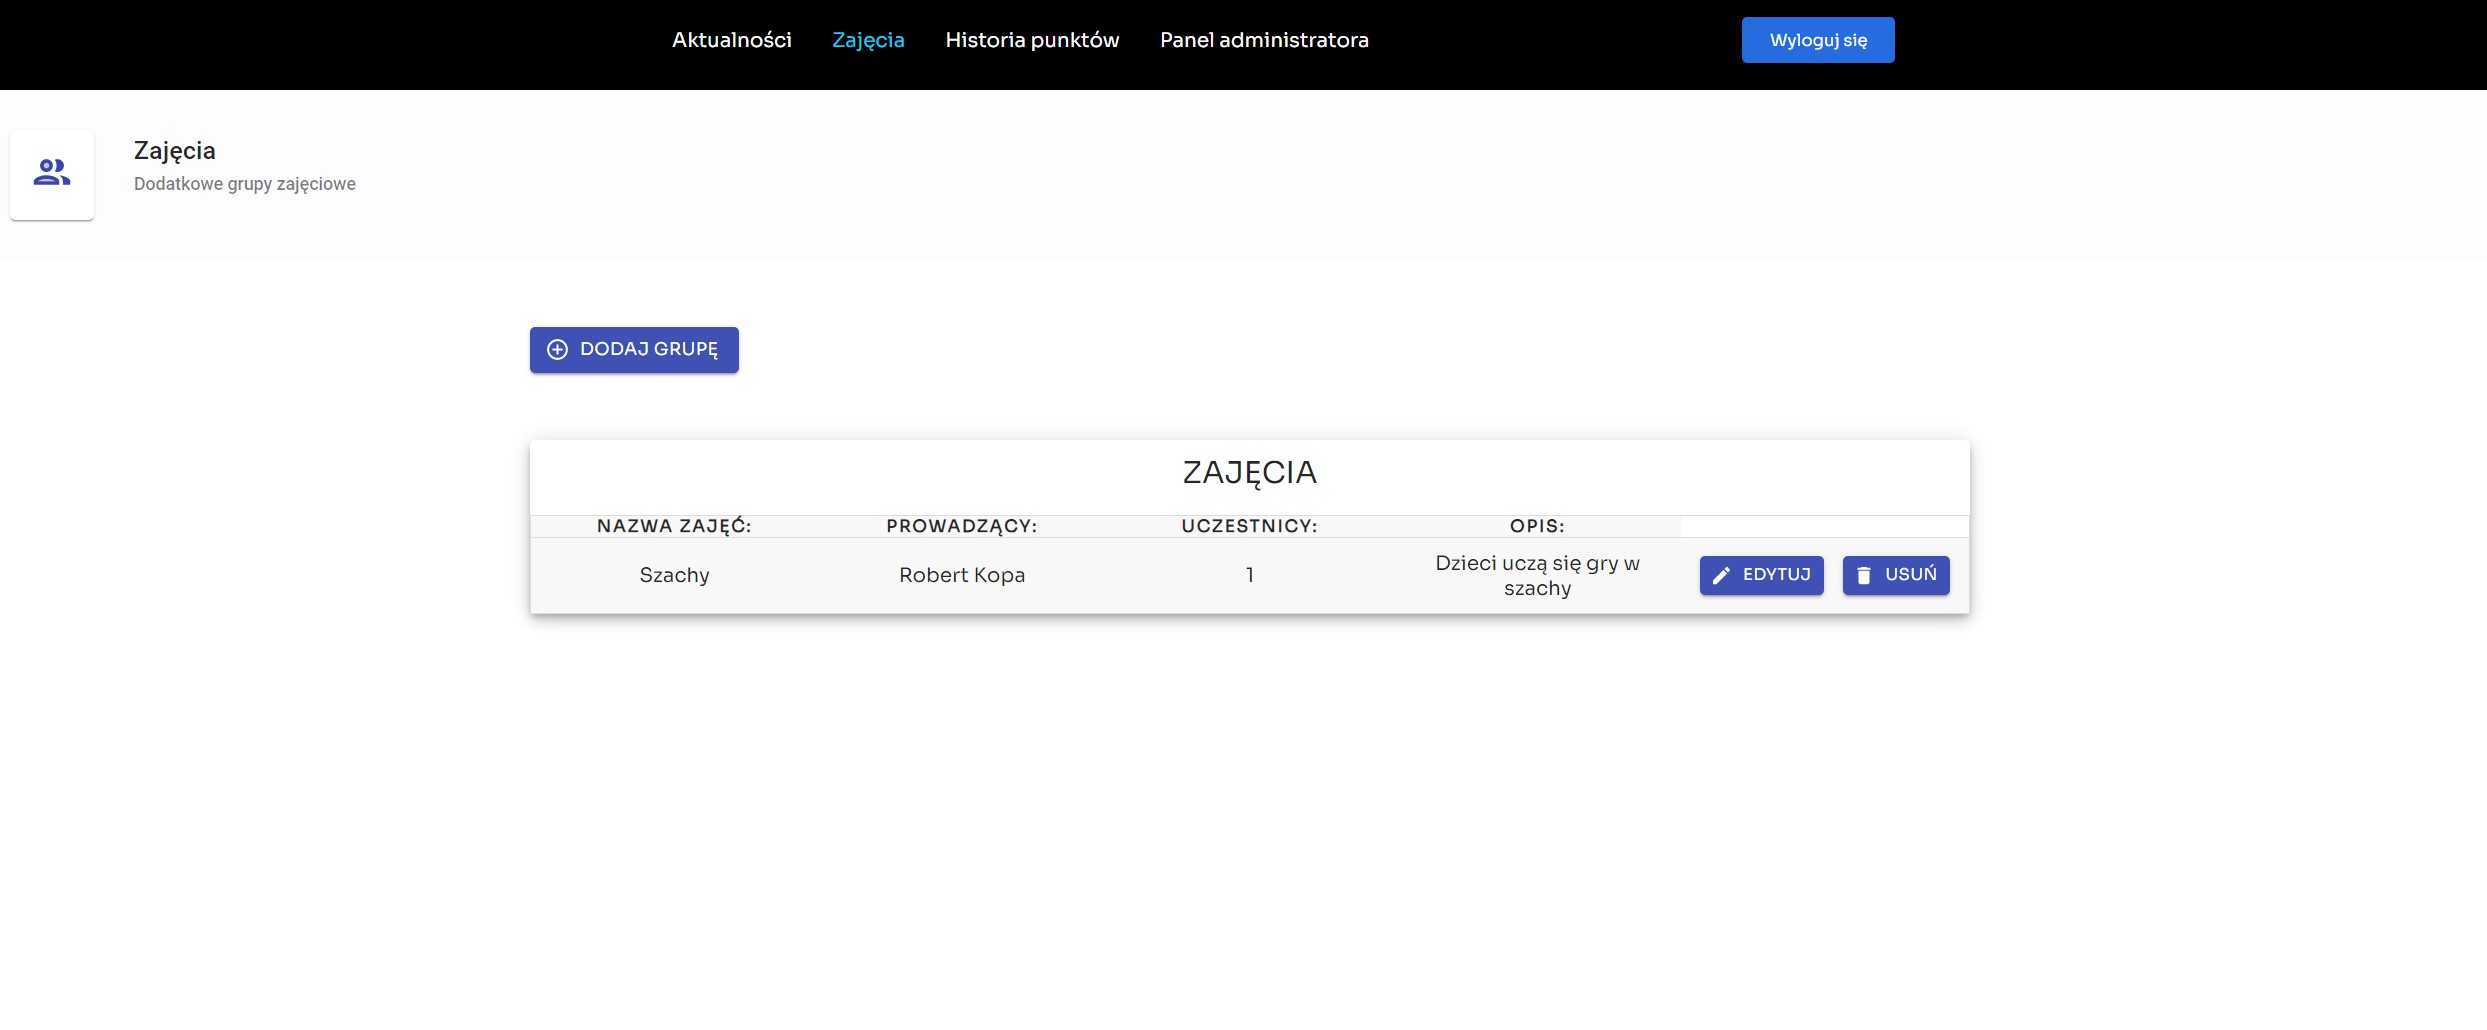 Aktualności Zajęcia Historia punktów Panel administratora Wyloguj się
Zajęcia
Dodatkowe grupy zajęciowe
DODAJ GRUPĘ
ZAJĘCIA
NAZWA ZAJĘĆ: PROWADZĄCY: UCZESTNICY: OPIS:
Szachy Robert Kopa 1 Dzieci uczą się gry w
szachy
EDYTUJ USUŃ